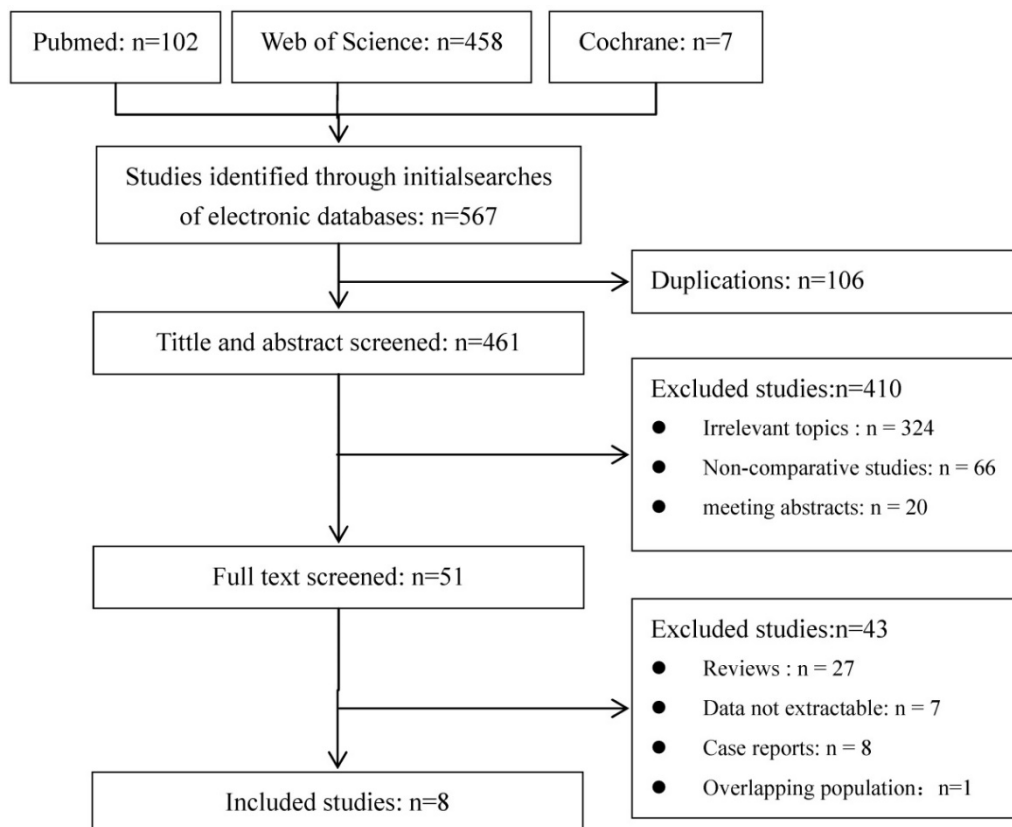 Pubmed: n=102
Web of Science: n=458
Cochrane: n=7
Studies identified through initialsearches
of electronic databases: n=567
Duplications: n=106
Tittle and abstract screened: n=461
Excluded studies:n=410
● Irrelevant topics : n = 324
● Non-comparative studies: n = 66
● meeting abstracts: n = 20
Full text screened: n=51
Excluded studies:n=43
● Reviews : n = 27
● Data not extractable: n = 7
● Case reports: n = 8
● Overlapping population： n=1
Included studies: n=8